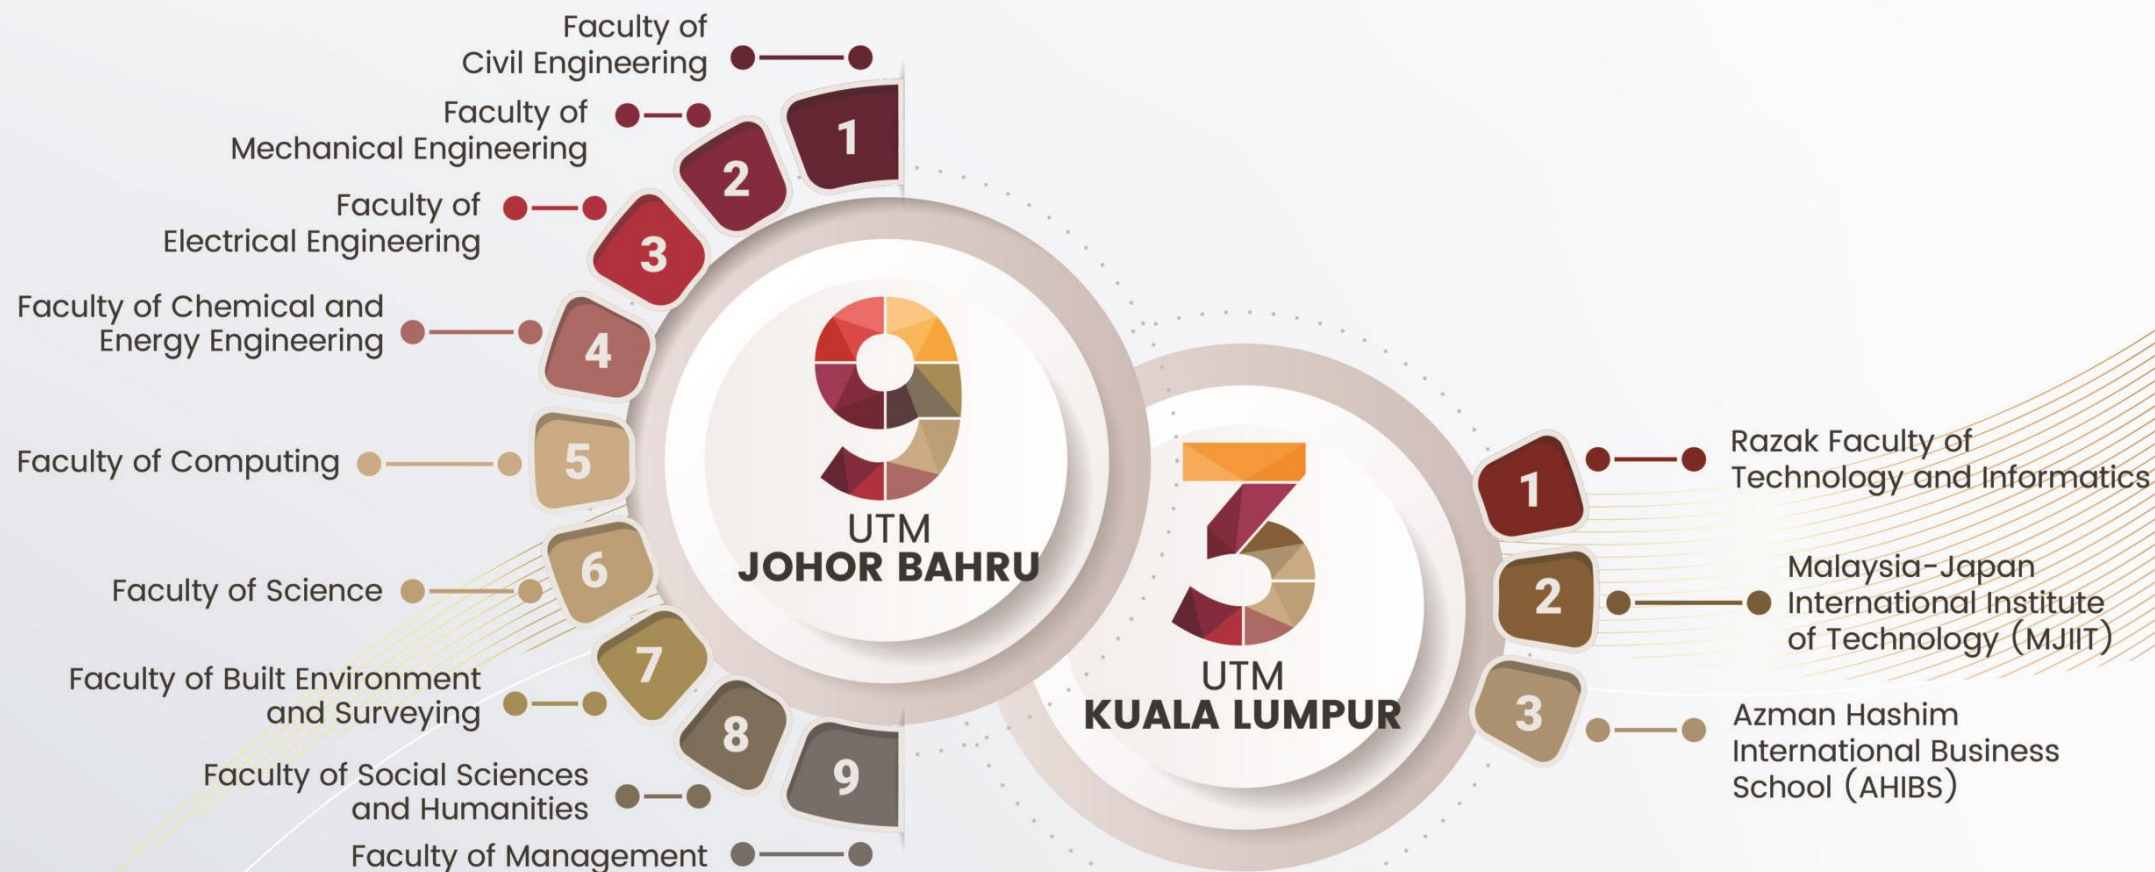 Faculty of
Civil Engineering
1
Faculty of
Mechanical Engineering
2
Faculty of
Electrical Engineering
3
Faculty of Chemical and
Energy Engineering
4
Faculty of Computing
5
Faculty of Science
6
Faculty of Built Environment
and Surveying
7
Faculty of Social Sciences
and Humanities
8
Faculty of Management
9
9
UTM
JOHOR BAHRU
3
UTM
KUALA LUMPUR
1
Razak Faculty of
Technology and Informatics
2
Malaysia-Japan
International Institute
of Technology (MJIIT)
3
Azman Hashim
International Business
School (AHIBS)